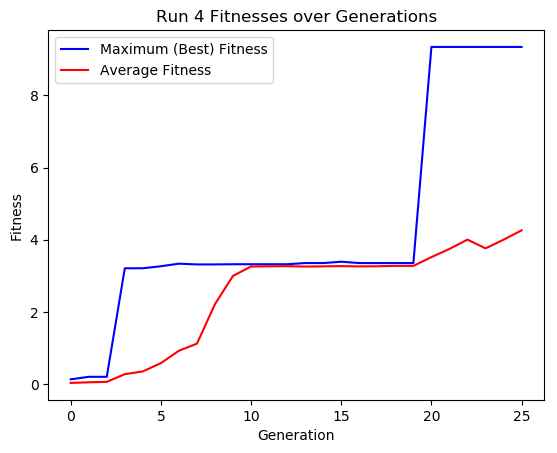 Run 4 Fitnesses over Generations
Maximum (Best) Fitness
Average Fitness
Fitness
8
6
4
2
0
0 5 10 15 20 25
Generation